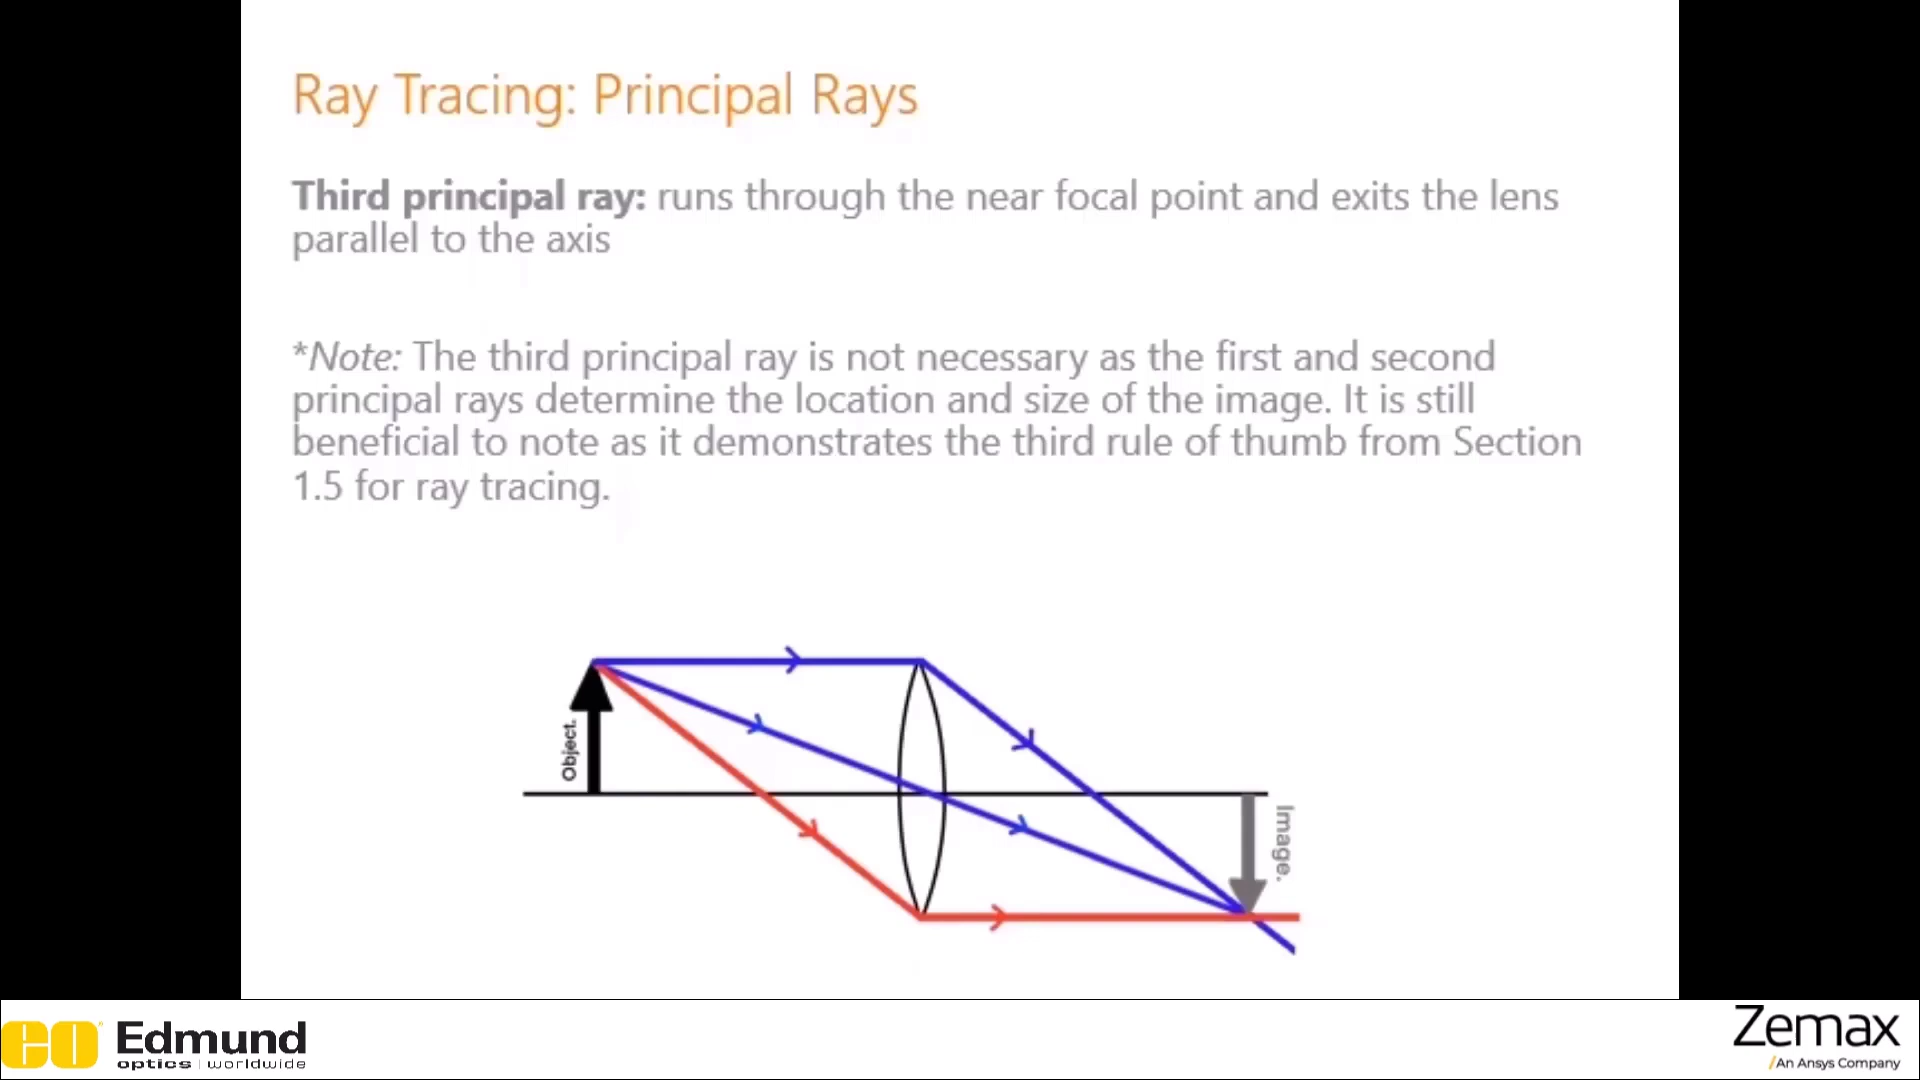 Ray Tracing: Principal Rays
Third principal ray: runs through the near focal point and exits the lens
parallel to the axis
*Note: The third principal ray is not necessary as the first and second
principal rays determine the location and size of the image. It is still
beneficial to note as it demonstrates the third rule of thumb from Section
1.5 for ray tracing.
Object.
Image.
EO Edmund
optics | worldwide
Zemax
/An Ansys Company